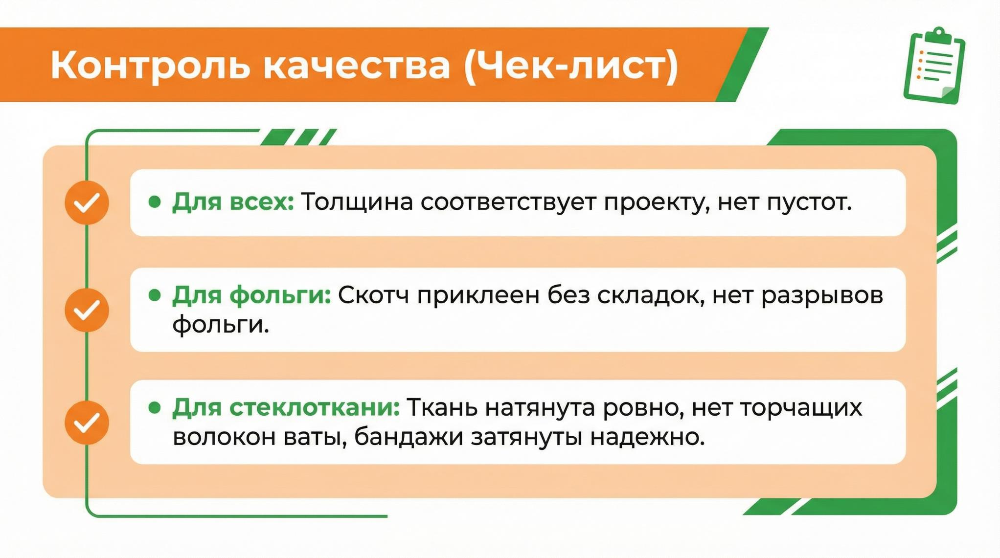 Контроль качества (Чек-лист)
• Для всех: Толщина соответствует проекту, нет пустот.
• Для фольги: Скотч приклеен без складок, нет разрывов
фольги.
• Для стеклоткани: Ткань натянута ровно, нет торчащих
волокон ваты, бандажи затянуты надежно.